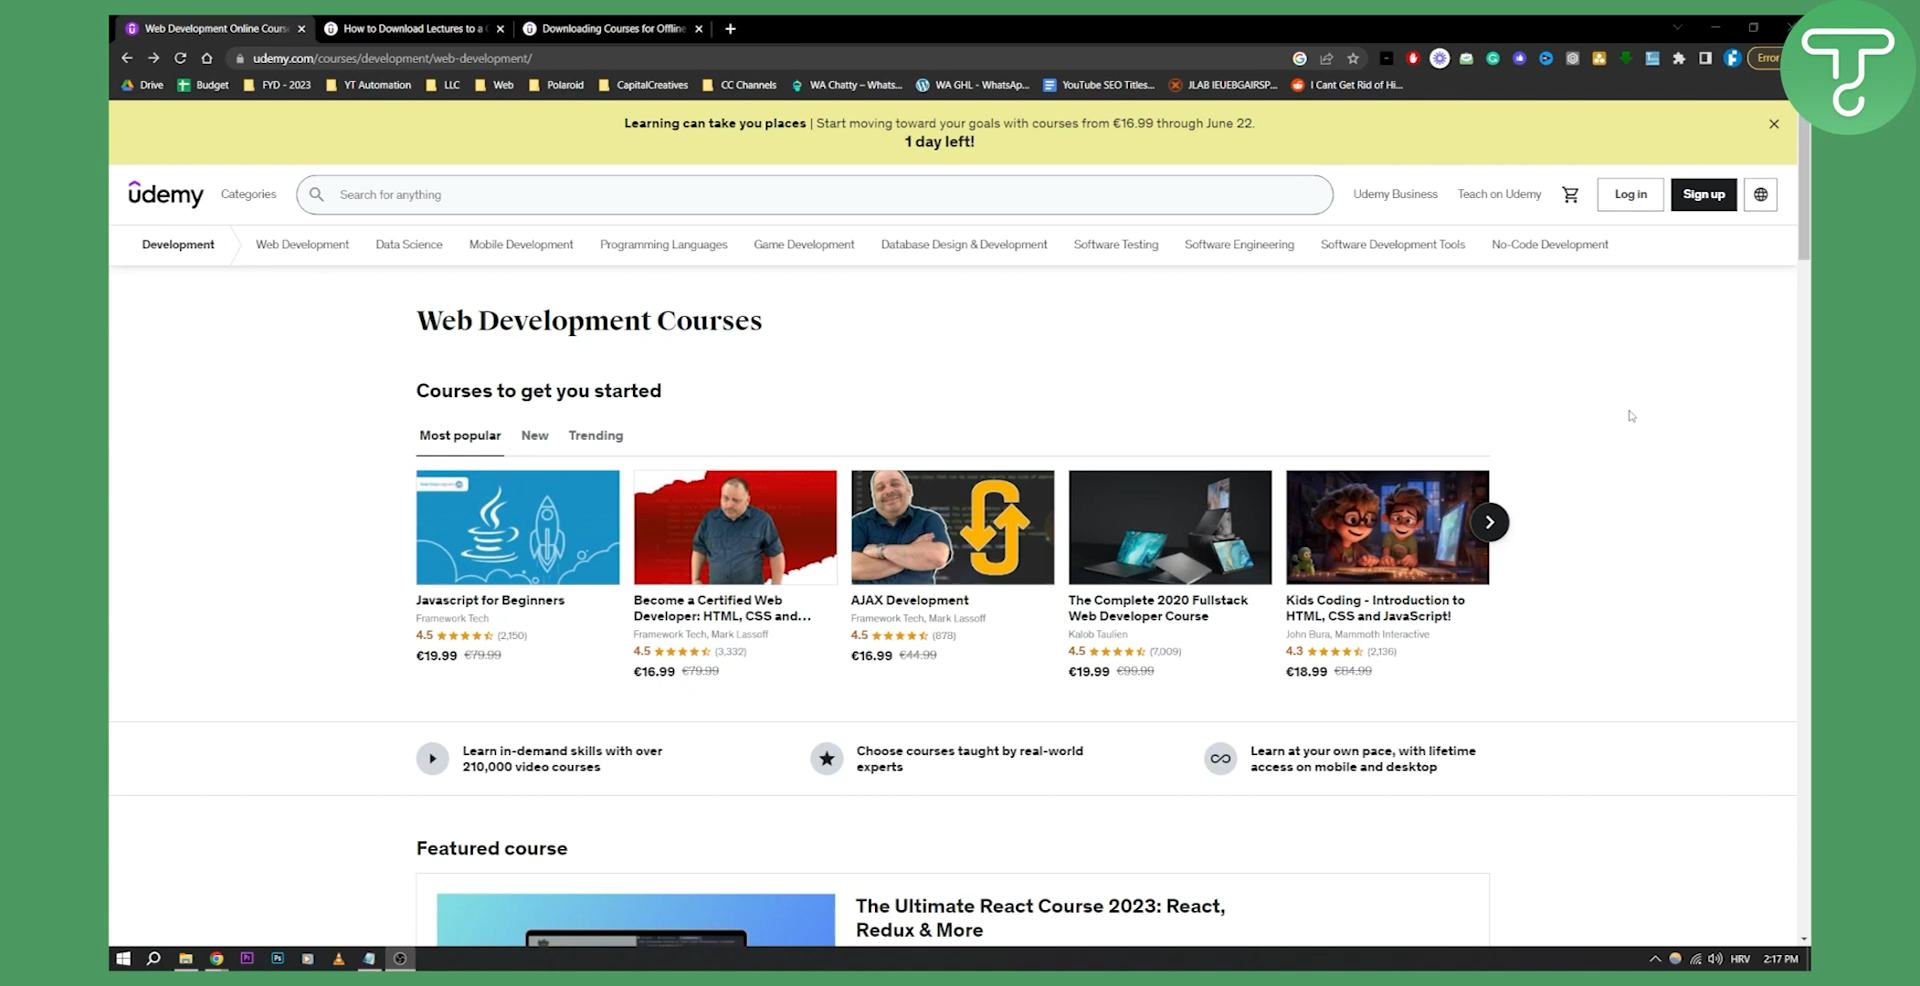 Web Development Online Cours
How to Download Lectures to a
Downloading Courses for Offline
udemy.com/courses/development/web-development/
Error
Drive
Budget
FYD - 2023
YT Automation
LLC
Web
Polaroid
CapitalCreatives
CC Channels
WA Chatty – Whats...
WA GHL - WhatsAp...
YouTube SEO Titles...
JLAB IEUEBGAIRSP...
I Cant Get Rid of Hi...
Learning can take you places | Start moving toward your goals with courses from €16.99 through June 22.
1 day left!
udemy
Categories
Search for anything
Udemy Business
Teach on Udemy
Log in
Sign up
Development
Web Development
Data Science
Mobile Development
Programming Languages
Game Development
Database Design & Development
Software Testing
Software Engineering
Software Development Tools
No-Code Development
Web Development Courses
Courses to get you started
Most popular
New
Trending
Javascript for Beginners
Framework Tech
4.5 (2,150)
€19.99 €79.99
Become a Certified Web
Developer: HTML, CSS and...
Framework Tech, Mark Lassoff
4.5 (3,332)
€16.99 €79.99
AJAX Development
Framework Tech, Mark Lassoff
4.5 (878)
€16.99 €44.99
The Complete 2020 Fullstack
Web Developer Course
Kalob Taulien
4.5 (7,009)
€19.99 €99.99
Kids Coding - Introduction to
HTML, CSS and JavaScript!
John Bura, Mammoth Interactive
4.3 (2,136)
€18.99 €84.99
Learn in-demand skills with over
210,000 video courses
Choose courses taught by real-world
experts
Learn at your own pace, with lifetime
access on mobile and desktop
Featured course
The Ultimate React Course 2023: React,
Redux & More
HRV
2:17 PM